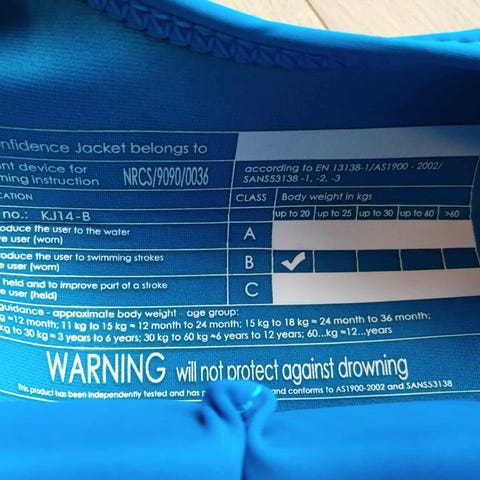 nfidence Jacket belongs to
nt device for
ming instruction NRCS/9090/0036
according to EN 13138-1/AS1900 - 2002/
SANS53138 -1, -2, -3
CATION CLASS Body weight in kgs
no.: KJ14-B up to 20 up to 25 up to 30 up to 60 >60
oduce the user to the water
e user (worn) A
oduce the user to swimming strokes
e user (worn) B ✓
held and to improve part of a stroke
e user (held) C
guidance - approximate body weight - age group:
g ≈12 month; 11 kg to 15 kg ≈ 12 month to 24 month; 15 kg to 18 kg ≈ 24 month to 36 month;
kg to 30 kg ≈ 3 years to 6 years; 30 kg to 60 kg ≈6 years to 12 years; 60...kg ≈12...years
WARNING will not protect against drowning
This product has been independently tested and has and conforms to AS1900-2002 and SANS53138